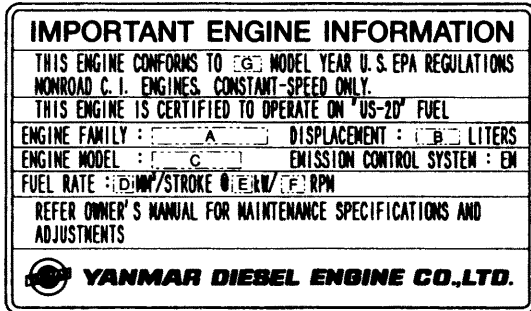 IMPORTANT ENGINE INFORMATION
THIS ENGINE CONFORMS TO G MODEL YEAR U.S. EPA REGULATIONS
NONROAD C.I. ENGINES. CONSTANT-SPEED ONLY.
THIS ENGINE IS CERTIFIED TO OPERATE ON "US-2D" FUEL
ENGINE FAMILY : A DISPLACEMENT : B LITERS
ENGINE MODEL : C EMISSION CONTROL SYSTEM : EM
FUEL RATE : D MM³/STROKE @ E kW/ F RPM
REFER OWNER'S MANUAL FOR MAINTENANCE SPECIFICATIONS AND
ADJUSTMENTS
YANMAR DIESEL ENGINE CO.,LTD.